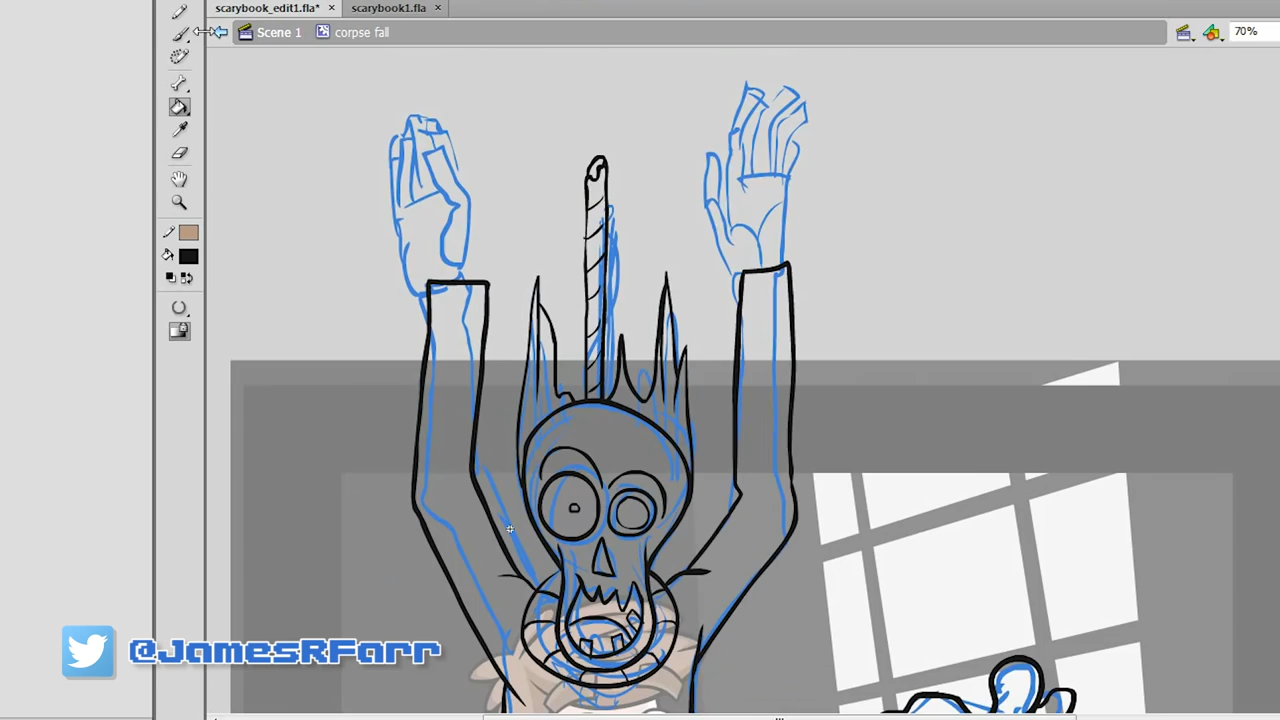 scarybook_edit1.fla* ×
scarybook1.fla ×
Scene 1
corpse fall
70%
@JamesRFarr